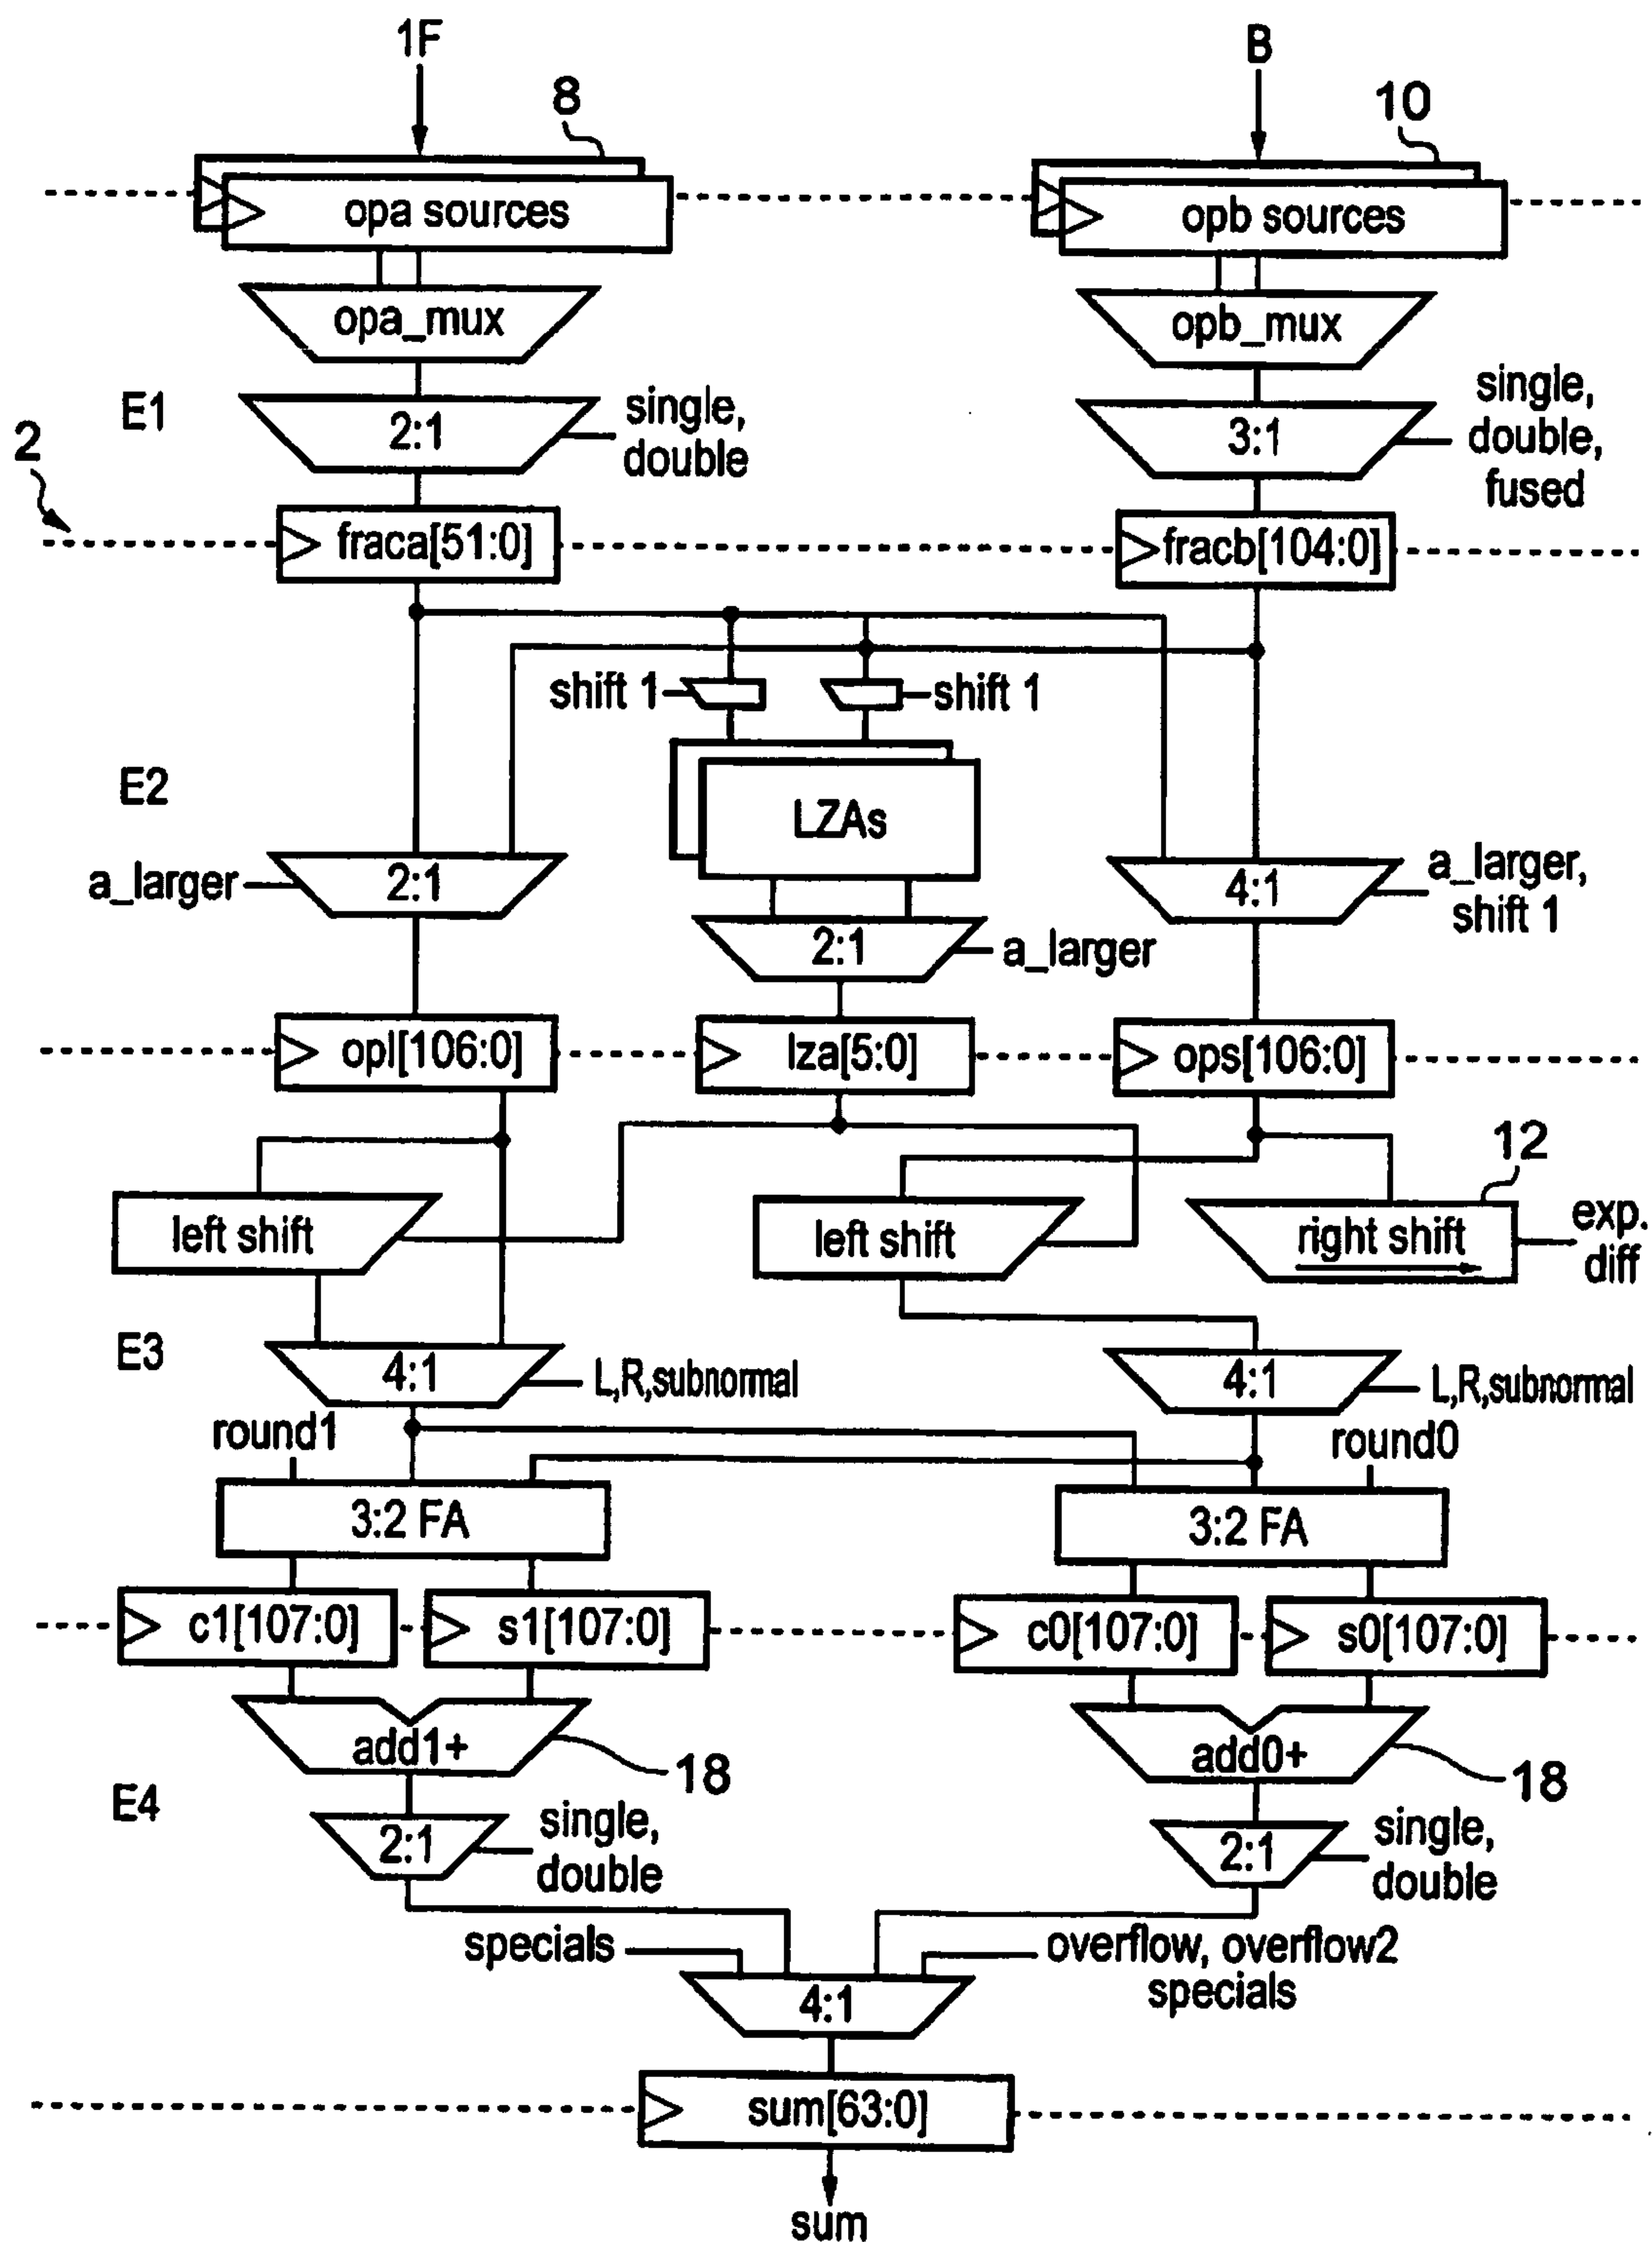 1F
B
8
10
opa sources
opb sources
opa_mux
opb_mux
E1
2:1
single,
double
3:1
single,
double,
fused
2
fraca[51:0]
fracb[104:0]
shift 1
shift 1
E2
LZAs
a_larger
2:1
4:1
a_larger,
shift 1
2:1
a_larger
opl[106:0]
lza[5:0]
ops[106:0]
12
left shift
left shift
right shift
exp.
diff
E3
4:1
L,R,subnormal
4:1
L,R,subnormal
round1
round0
3:2 FA
3:2 FA
c1[107:0]
s1[107:0]
c0[107:0]
s0[107:0]
add1+
18
add0+
18
E4
2:1
single,
double
2:1
single,
double
specials
overflow, overflow2
specials
4:1
sum[63:0]
sum